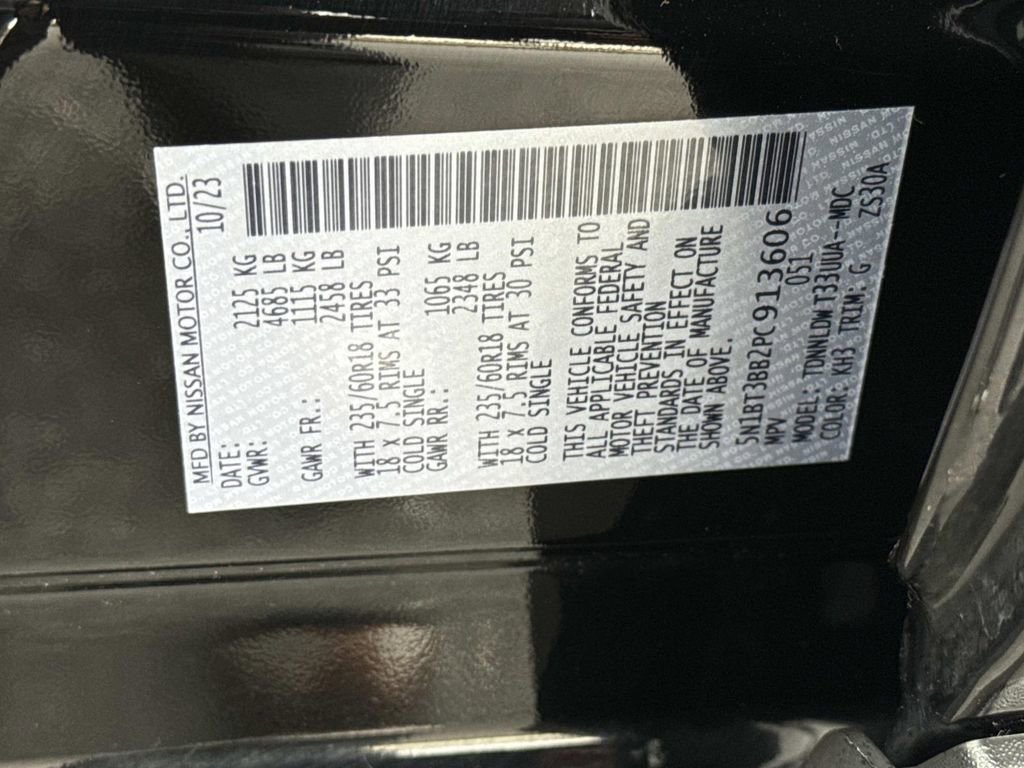 MFD BY NISSAN MOTOR CO., LTD.
DATE: 10/23
GVWR: 2125 KG
4685 LB
GAWR FR.: 1115 KG
2458 LB
WITH 235/60R18 TIRES
18 X 7.5 RIMS AT 33 PSI
COLD SINGLE
GAWR RR.: 1065 KG
2348 LB
WITH 235/60R18 TIRES
18 X 7.5 RIMS AT 30 PSI
COLD SINGLE
THIS VEHICLE CONFORMS TO
ALL APPLICABLE FEDERAL
MOTOR VEHICLE SAFETY AND
THEFT PREVENTION
STANDARDS IN EFFECT ON
THE DATE OF MANUFACTURE
SHOWN ABOVE.
5N1BT3BB2PC913606
MPV 051
MODEL: TQNNLDWT33UUA--MDC
COLOR: KH3 TRIM: G ZS30A